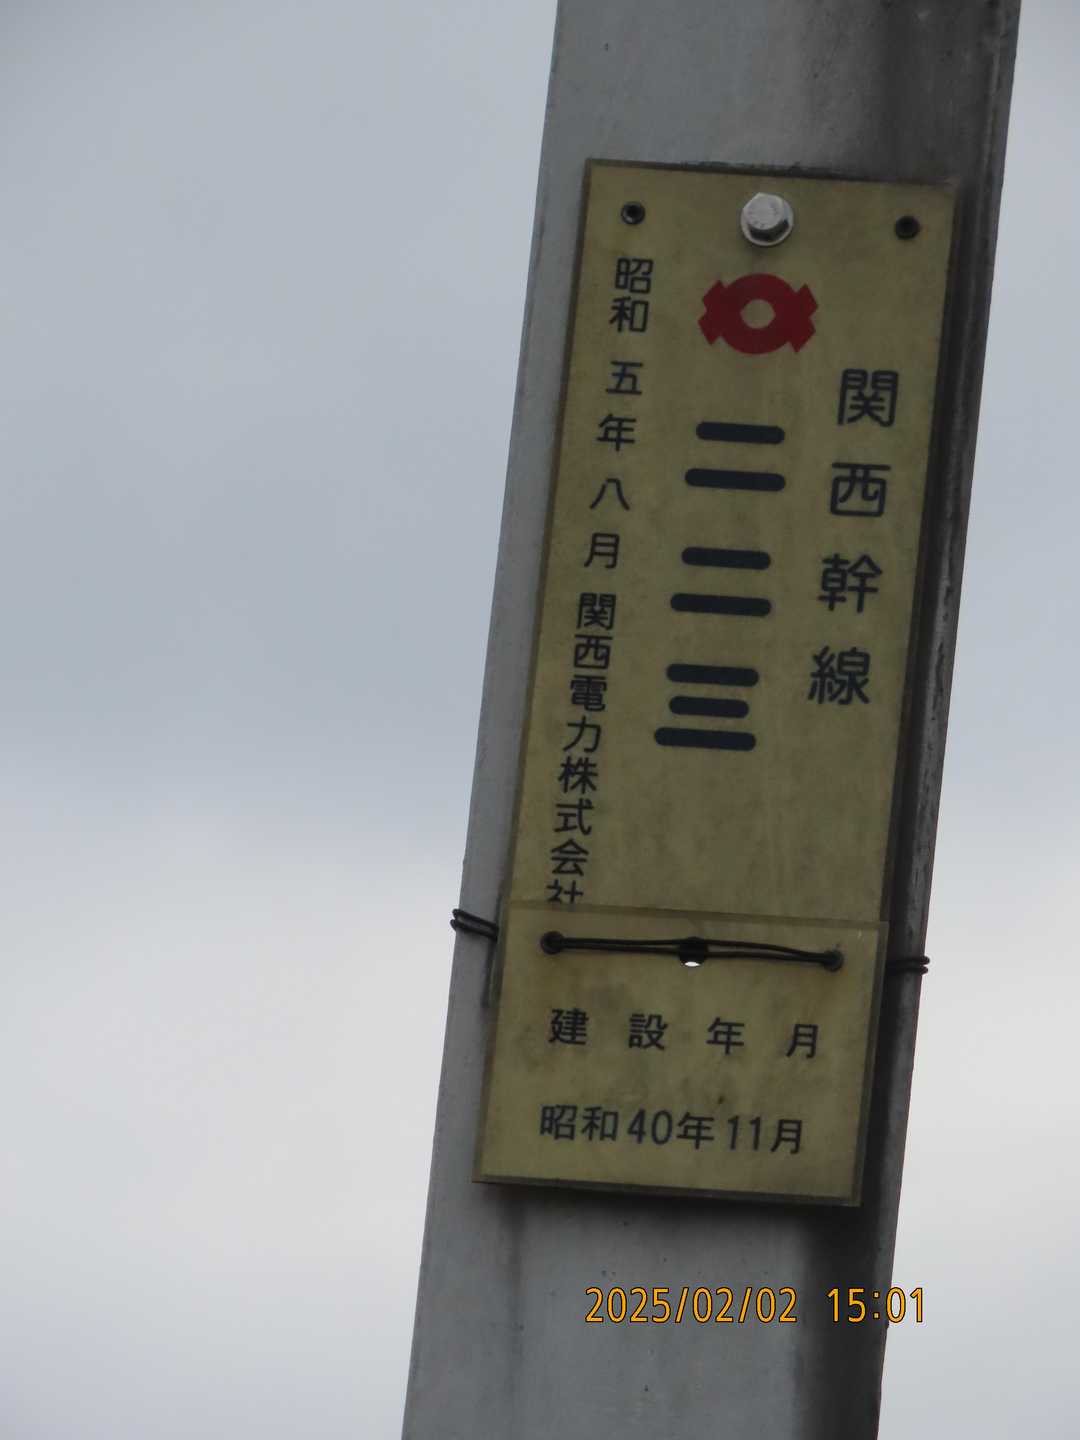 関西幹線
二二三
昭和五年八月関西電力株式会社
建設年月
昭和40年11月
2025/02/02 15:01